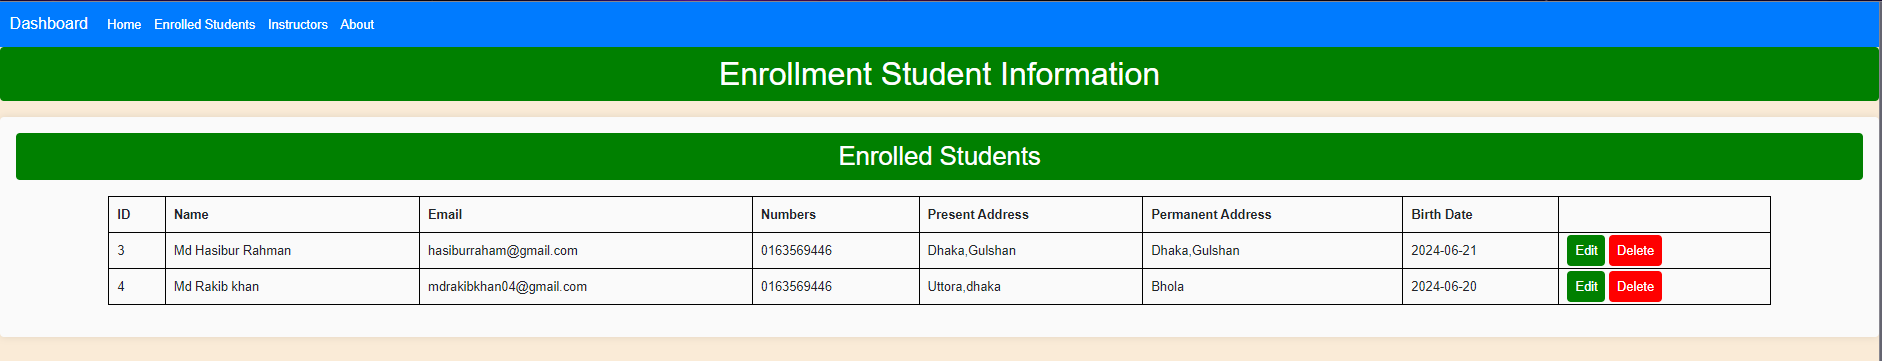 Dashboard Home Enrolled Students Instructors About
Enrollment Student Information
Enrolled Students
ID Name Email Numbers Present Address Permanent Address Birth Date
3 Md Hasibur Rahman hasiburraham@gmail.com 0163569446 Dhaka,Gulshan Dhaka,Gulshan 2024-06-21 Edit Delete
4 Md Rakib khan mdrakibkhan04@gmail.com 0163569446 Uttora,dhaka Bhola 2024-06-20 Edit Delete